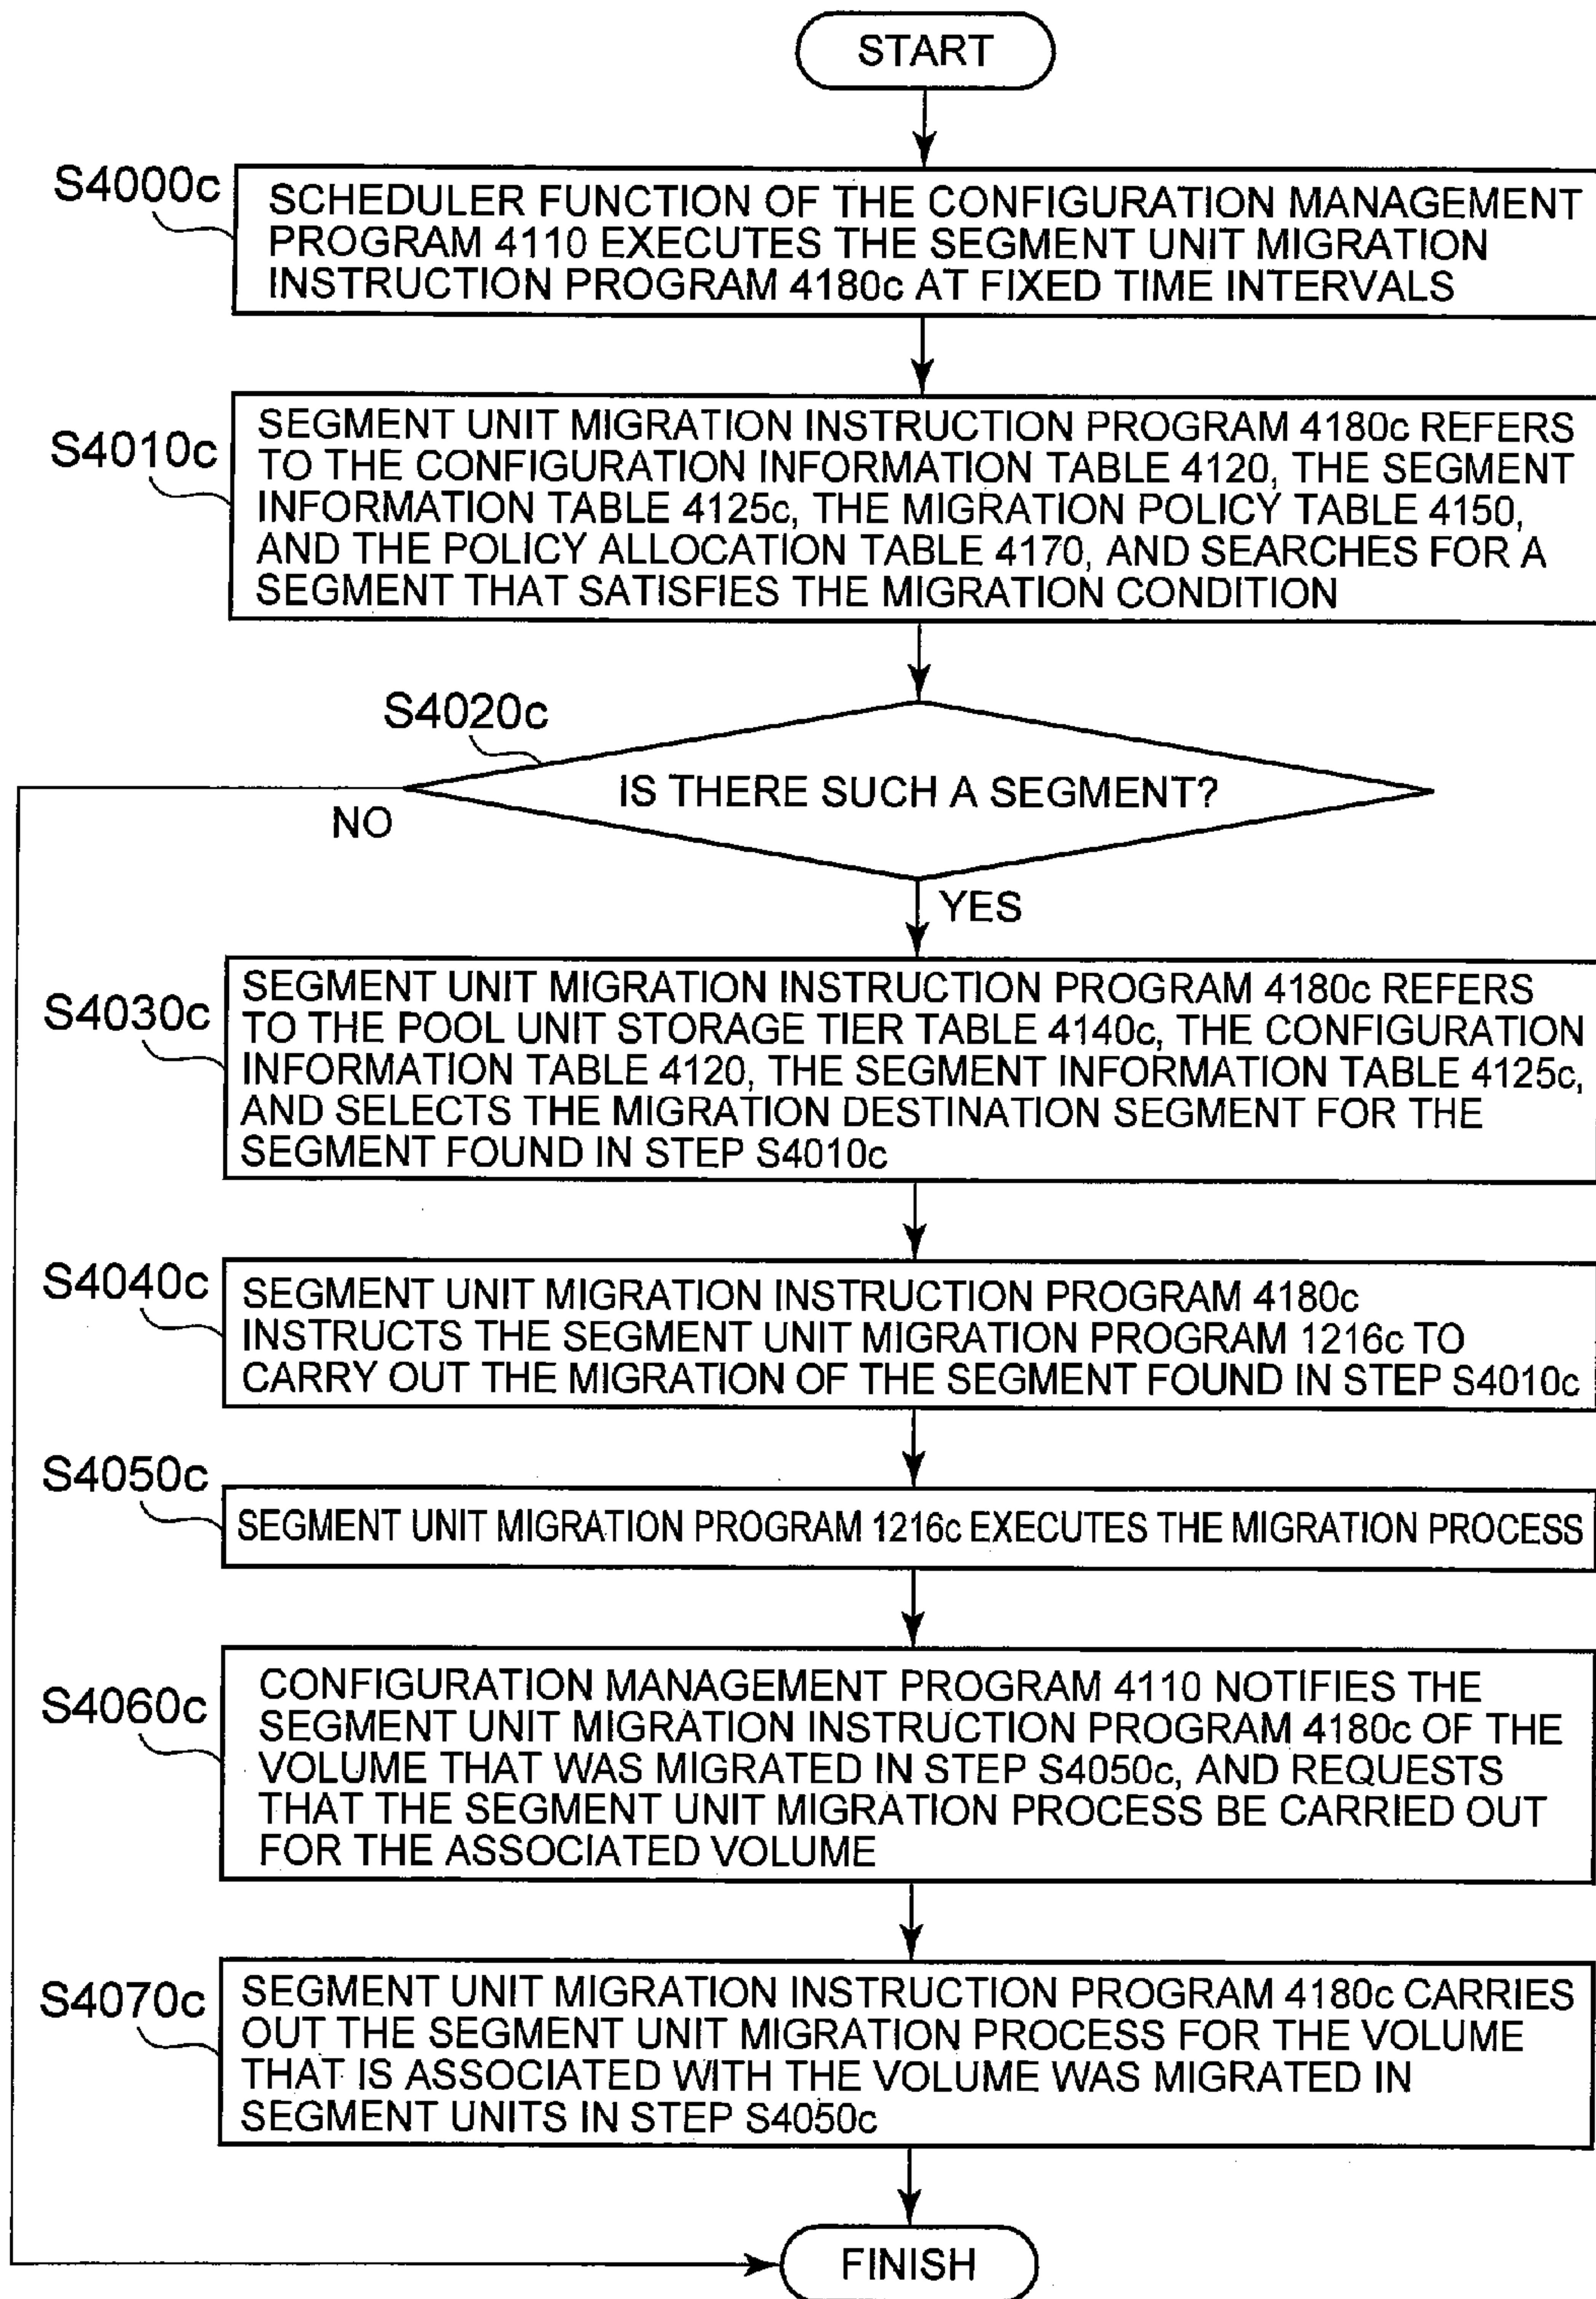 START
S4000c
SCHEDULER FUNCTION OF THE CONFIGURATION MANAGEMENT
PROGRAM 4110 EXECUTES THE SEGMENT UNIT MIGRATION
INSTRUCTION PROGRAM 4180c AT FIXED TIME INTERVALS
S4010c
SEGMENT UNIT MIGRATION INSTRUCTION PROGRAM 4180c REFERS
TO THE CONFIGURATION INFORMATION TABLE 4120, THE SEGMENT
INFORMATION TABLE 4125c, THE MIGRATION POLICY TABLE 4150,
AND THE POLICY ALLOCATION TABLE 4170, AND SEARCHES FOR A
SEGMENT THAT SATISFIES THE MIGRATION CONDITION
S4020c
IS THERE SUCH A SEGMENT?
NO
YES
S4030c
SEGMENT UNIT MIGRATION INSTRUCTION PROGRAM 4180c REFERS
TO THE POOL UNIT STORAGE TIER TABLE 4140c, THE CONFIGURATION
INFORMATION TABLE 4120, THE SEGMENT INFORMATION TABLE 4125c,
AND SELECTS THE MIGRATION DESTINATION SEGMENT FOR THE
SEGMENT FOUND IN STEP S4010c
S4040c
SEGMENT UNIT MIGRATION INSTRUCTION PROGRAM 4180c
INSTRUCTS THE SEGMENT UNIT MIGRATION PROGRAM 1216c TO
CARRY OUT THE MIGRATION OF THE SEGMENT FOUND IN STEP S4010c
S4050c
SEGMENT UNIT MIGRATION PROGRAM 1216c EXECUTES THE MIGRATION PROCESS
S4060c
CONFIGURATION MANAGEMENT PROGRAM 4110 NOTIFIES THE
SEGMENT UNIT MIGRATION INSTRUCTION PROGRAM 4180c OF THE
VOLUME THAT WAS MIGRATED IN STEP S4050c, AND REQUESTS
THAT THE SEGMENT UNIT MIGRATION PROCESS BE CARRIED OUT
FOR THE ASSOCIATED VOLUME
S4070c
SEGMENT UNIT MIGRATION INSTRUCTION PROGRAM 4180c CARRIES
OUT THE SEGMENT UNIT MIGRATION PROCESS FOR THE VOLUME
THAT IS ASSOCIATED WITH THE VOLUME WAS MIGRATED IN
SEGMENT UNITS IN STEP S4050c
FINISH